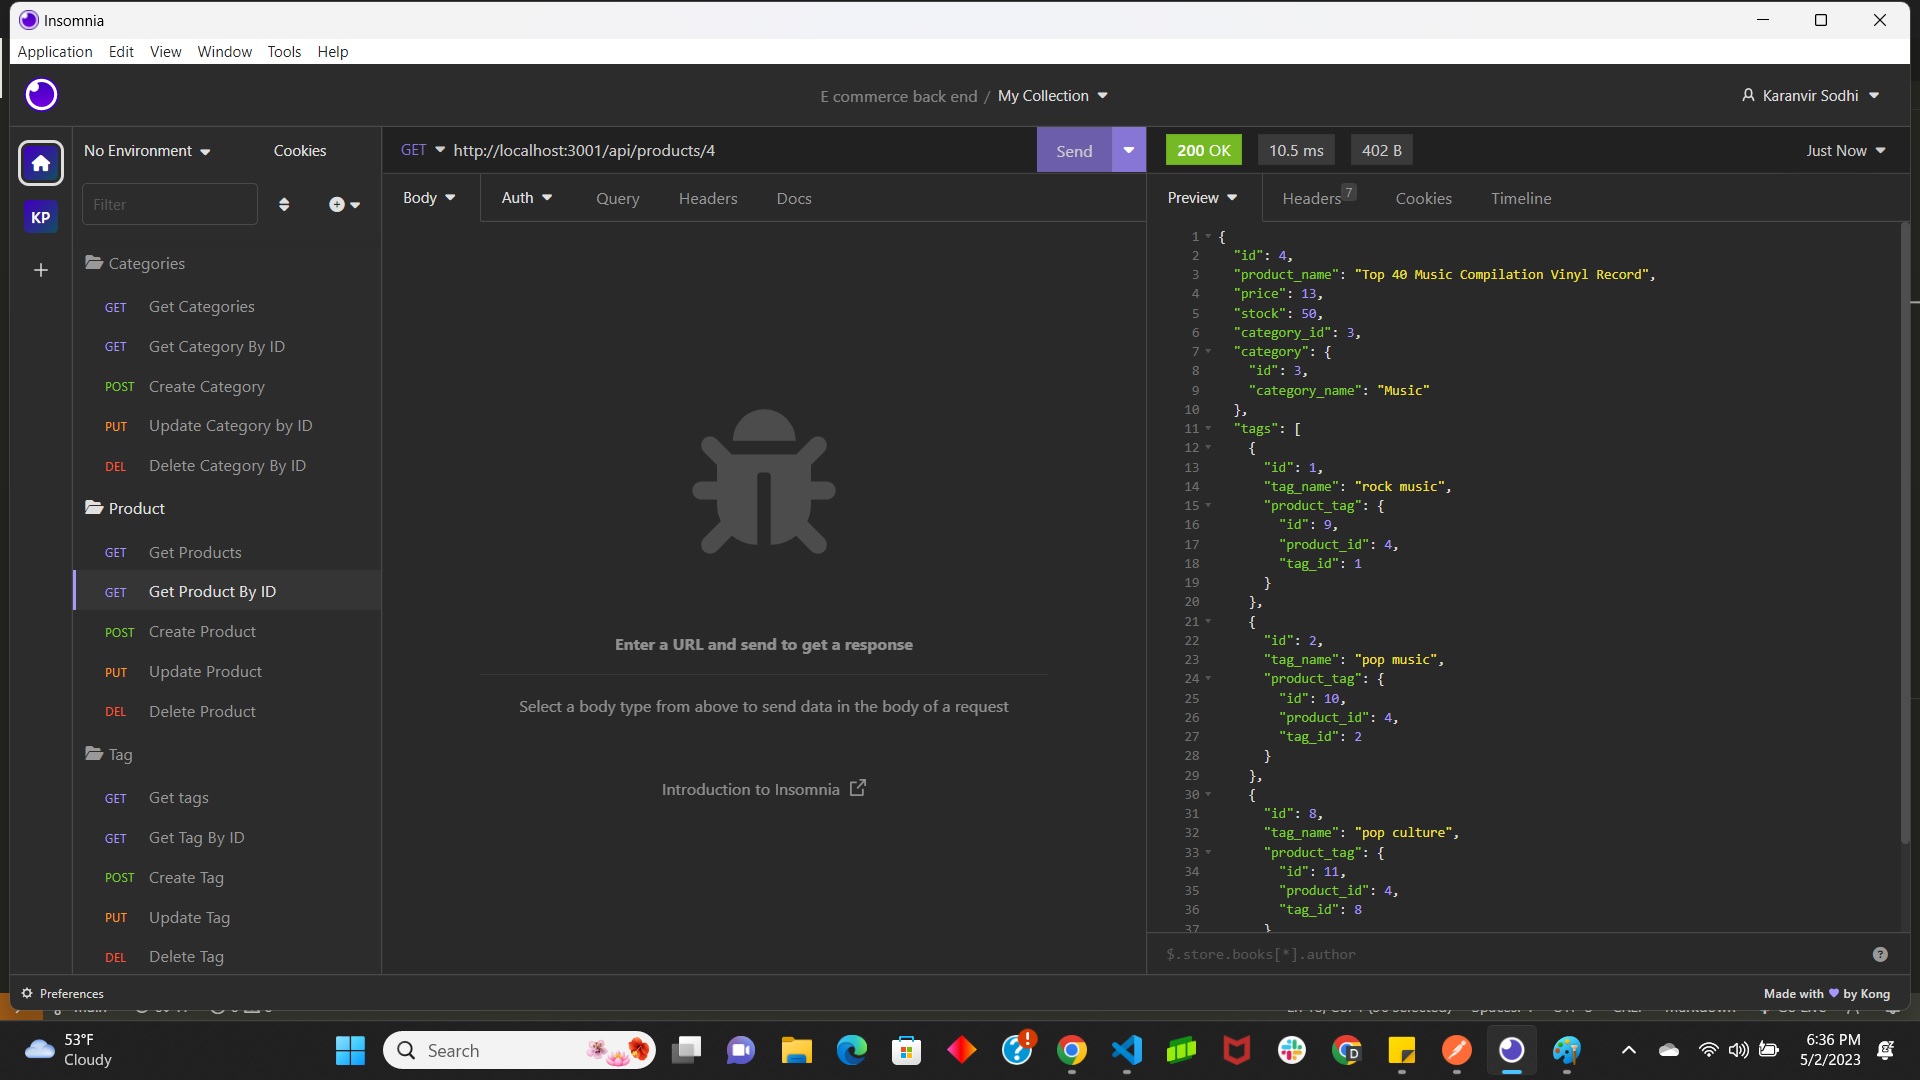 Insomnia
Application Edit View Window Tools Help
E commerce back end / My Collection
Karanvir Sodhi
No Environment
Cookies
GET http://localhost:3001/api/products/4
Send
200 OK 10.5 ms 402 B
Just Now
KP
Filter
Body Auth Query Headers Docs
Preview Headers 7 Cookies Timeline
Categories
GET Get Categories
GET Get Category By ID
POST Create Category
PUT Update Category by ID
DEL Delete Category By ID
Product
GET Get Products
GET Get Product By ID
POST Create Product
PUT Update Product
DEL Delete Product
Tag
GET Get tags
GET Get Tag By ID
POST Create Tag
PUT Update Tag
DEL Delete Tag
Enter a URL and send to get a response
Select a body type from above to send data in the body of a request
Introduction to Insomnia
1 {
2 "id": 4,
3 "product_name": "Top 40 Music Compilation Vinyl Record",
4 "price": 13,
5 "stock": 50,
6 "category_id": 3,
7 "category": {
8 "id": 3,
9 "category_name": "Music"
10 },
11 "tags": [
12 {
13 "id": 1,
14 "tag_name": "rock music",
15 "product_tag": {
16 "id": 9,
17 "product_id": 4,
18 "tag_id": 1
19 }
20 },
21 {
22 "id": 2,
23 "tag_name": "pop music",
24 "product_tag": {
25 "id": 10,
26 "product_id": 4,
27 "tag_id": 2
28 }
29 },
30 {
31 "id": 8,
32 "tag_name": "pop culture",
33 "product_tag": {
34 "id": 11,
35 "product_id": 4,
36 "tag_id": 8
37 }
$.store.books[*].author
Preferences
Made with 💜 by Kong
53°F
Cloudy
Search
D
6:36 PM
5/2/2023